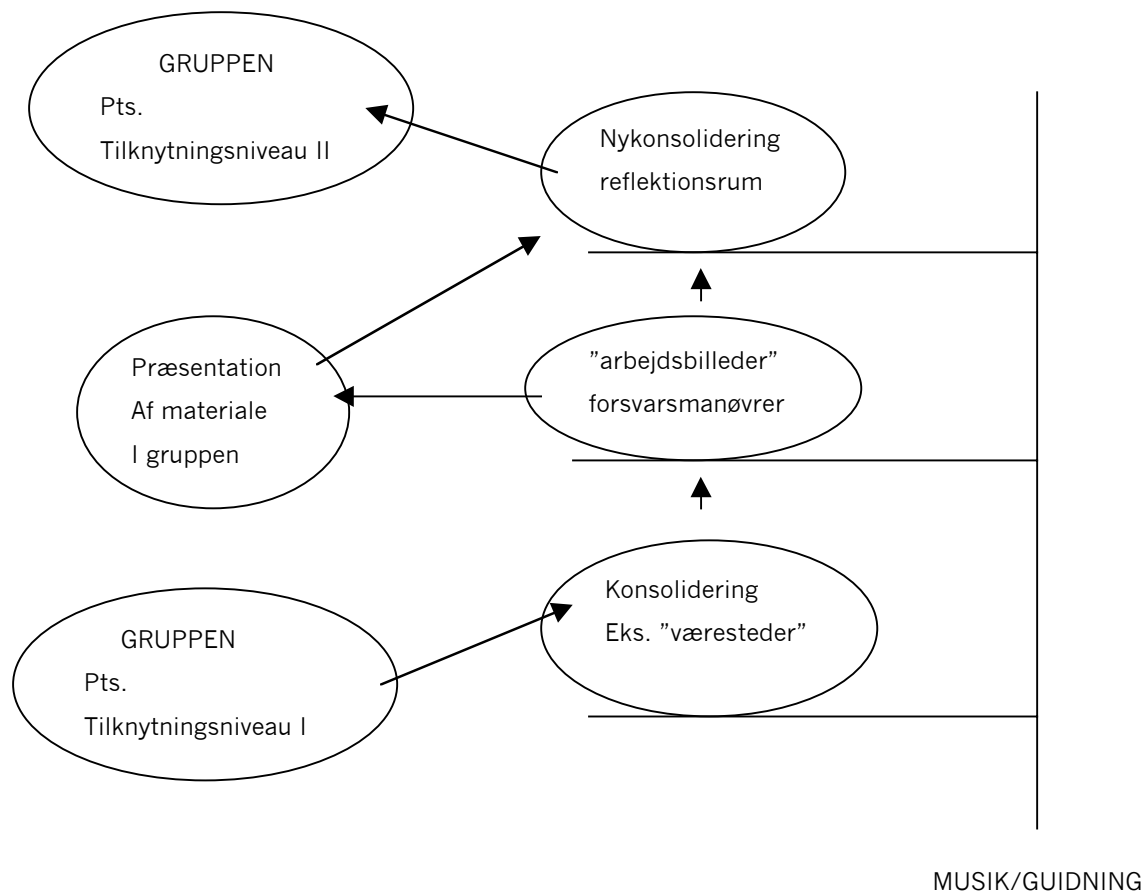 GRUPPEN
Pts.
Tilknytningsniveau II
Nykonsolidering
reflektionsrum
Præsentation
Af materiale
I gruppen
”arbejdsbilleder”
forsvarsmanøvrer
Konsolidering
Eks. ”væresteder”
GRUPPEN
Pts.
Tilknytningsniveau I
MUSIK/GUIDNING